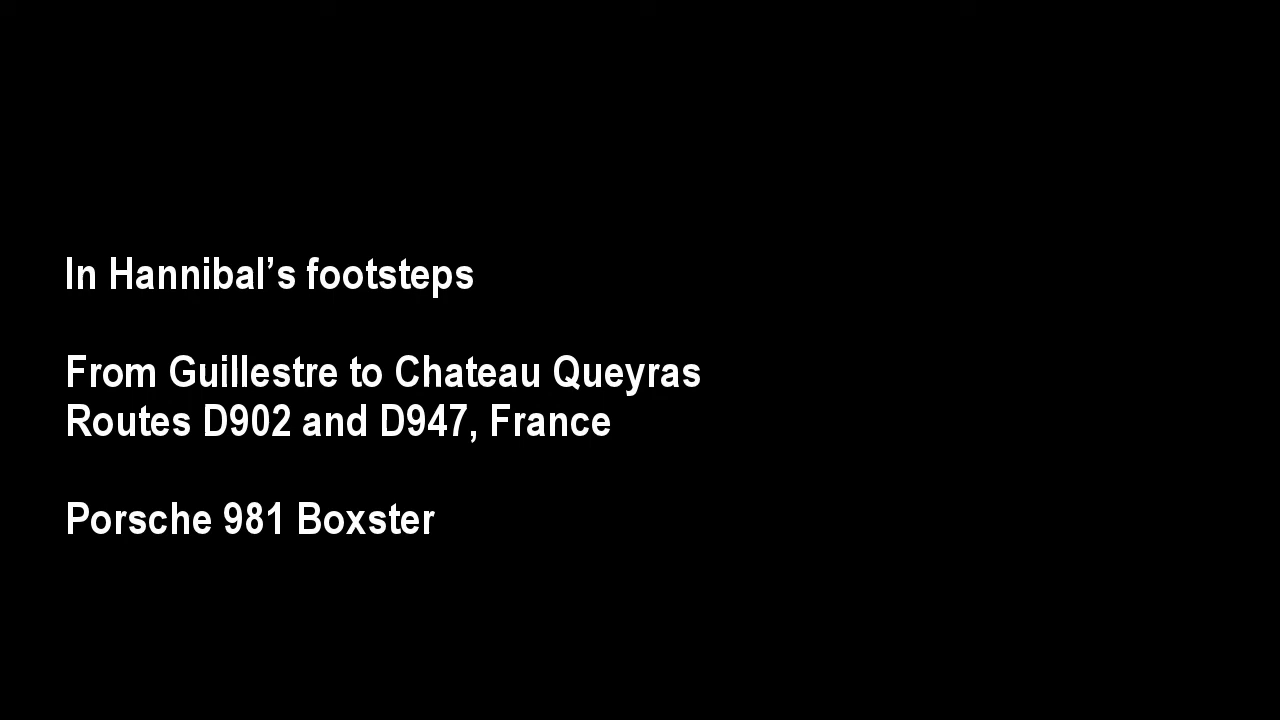 In Hannibal’s footsteps
From Guillestre to Chateau Queyras
Routes D902 and D947, France
Porsche 981 Boxster